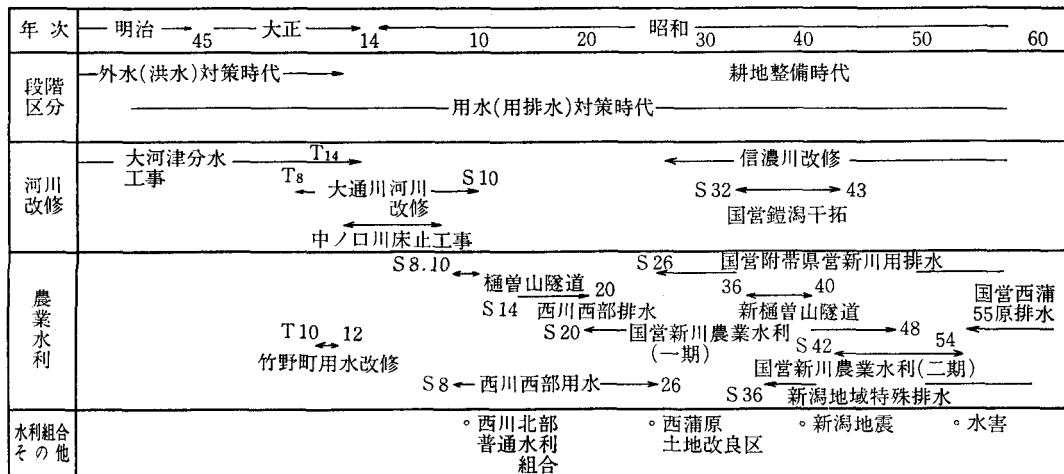 年次 明治 45 大正 14 昭和 10 20 30 40 50 60
段階
区分
外水(洪水)対策時代 耕地整備時代
用水(用排水)対策時代
河川
改修
大河津分水
工事
T14
T8 大通川河川
改修
S10
中ノ口川床止工事
信濃川改修
S32 43
国営鎧潟干拓
農業水利
S8.10
樋曽山隧道
S14 20
西川西部排水
T10 12
竹野町用水改修
S8 西川西部用水 26
S26 国営附帯県営新川用排水
36 40
新樋曽山隧道
S20 国営新川農業水利
(一期)
48
S42 54
国営新川農業水利(二期)
S36 新潟地域特殊排水
国営西蒲
55原排水
水利組合
その他
◦西川北部
普通水利
組合
◦西蒲原
土地改良区
◦新潟地震
◦水害